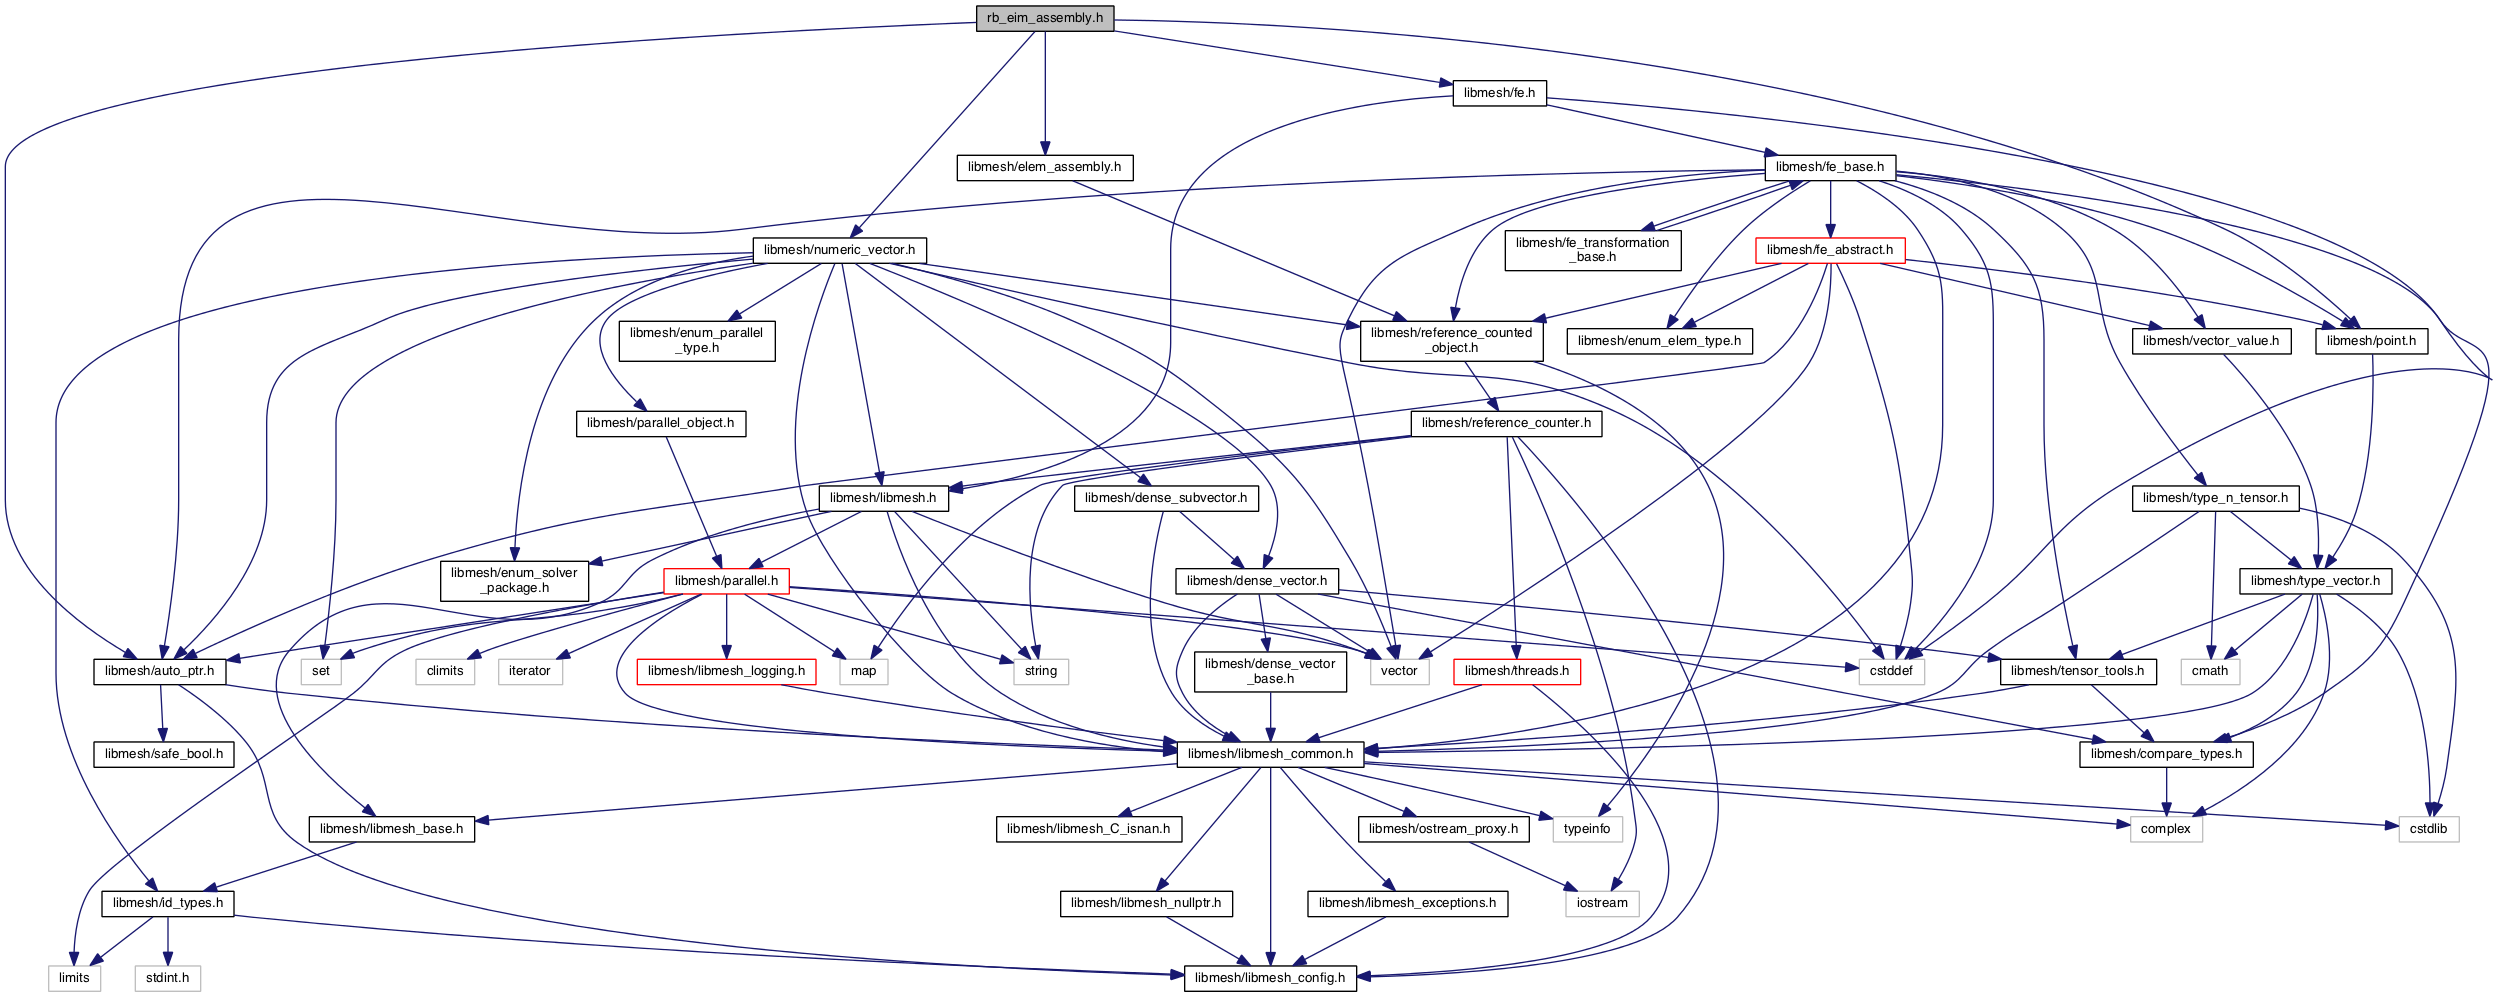 rb_eim_assembly.h
libmesh/fe.h
libmesh/elem_assembly.h
libmesh/fe_base.h
libmesh/numeric_vector.h
libmesh/fe_transformation
_base.h
libmesh/fe_abstract.h
libmesh/enum_parallel
_type.h
libmesh/reference_counted
_object.h
libmesh/enum_elem_type.h
libmesh/vector_value.h
libmesh/point.h
libmesh/parallel_object.h
libmesh/reference_counter.h
libmesh/libmesh.h
libmesh/dense_subvector.h
libmesh/type_n_tensor.h
libmesh/enum_solver
_package.h
libmesh/parallel.h
libmesh/dense_vector.h
libmesh/type_vector.h
libmesh/auto_ptr.h
set
climits
iterator
libmesh/libmesh_logging.h
map
string
libmesh/dense_vector
_base.h
vector
libmesh/threads.h
cstddef
libmesh/tensor_tools.h
cmath
libmesh/safe_bool.h
libmesh/libmesh_common.h
libmesh/compare_types.h
libmesh/libmesh_base.h
libmesh/libmesh_C_isnan.h
libmesh/ostream_proxy.h
typeinfo
complex
cstdlib
libmesh/id_types.h
libmesh/libmesh_nullptr.h
libmesh/libmesh_exceptions.h
iostream
limits
stdint.h
libmesh/libmesh_config.h